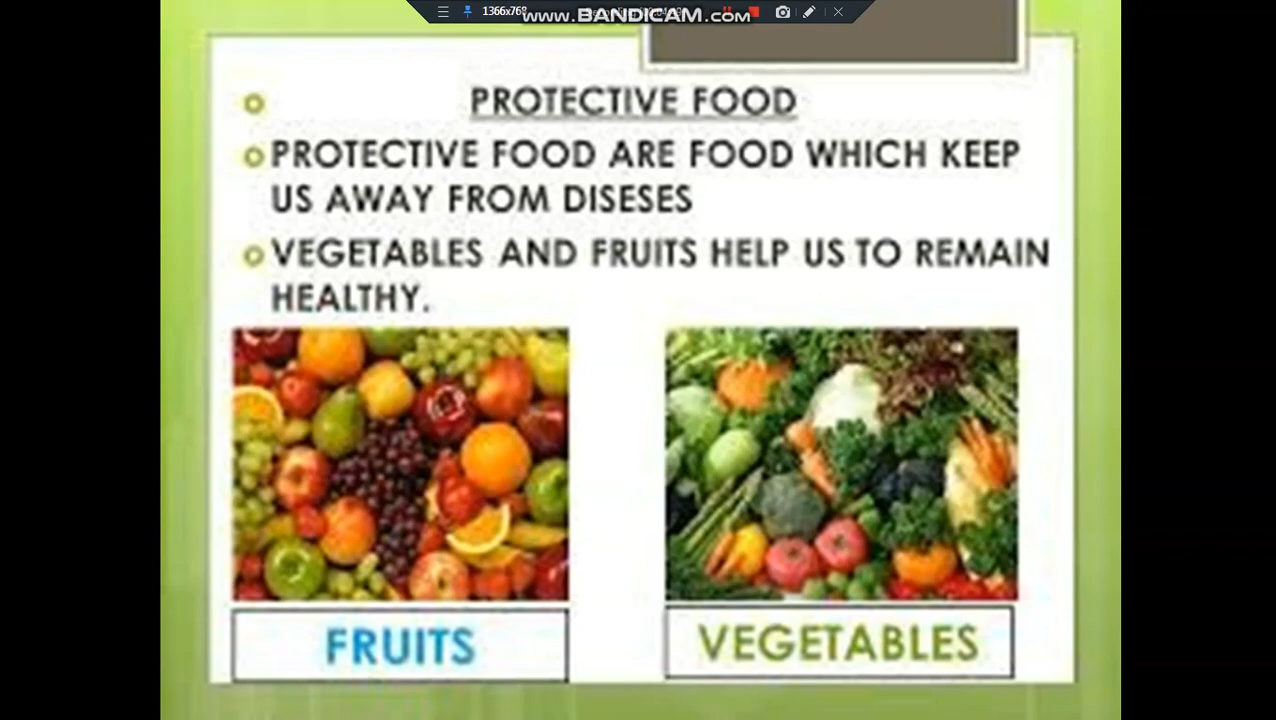 1366x768
www.BANDICAM.com
PROTECTIVE FOOD
PROTECTIVE FOOD ARE FOOD WHICH KEEP
US AWAY FROM DISESES
VEGETABLES AND FRUITS HELP US TO REMAIN
HEALTHY.
FRUITS
VEGETABLES